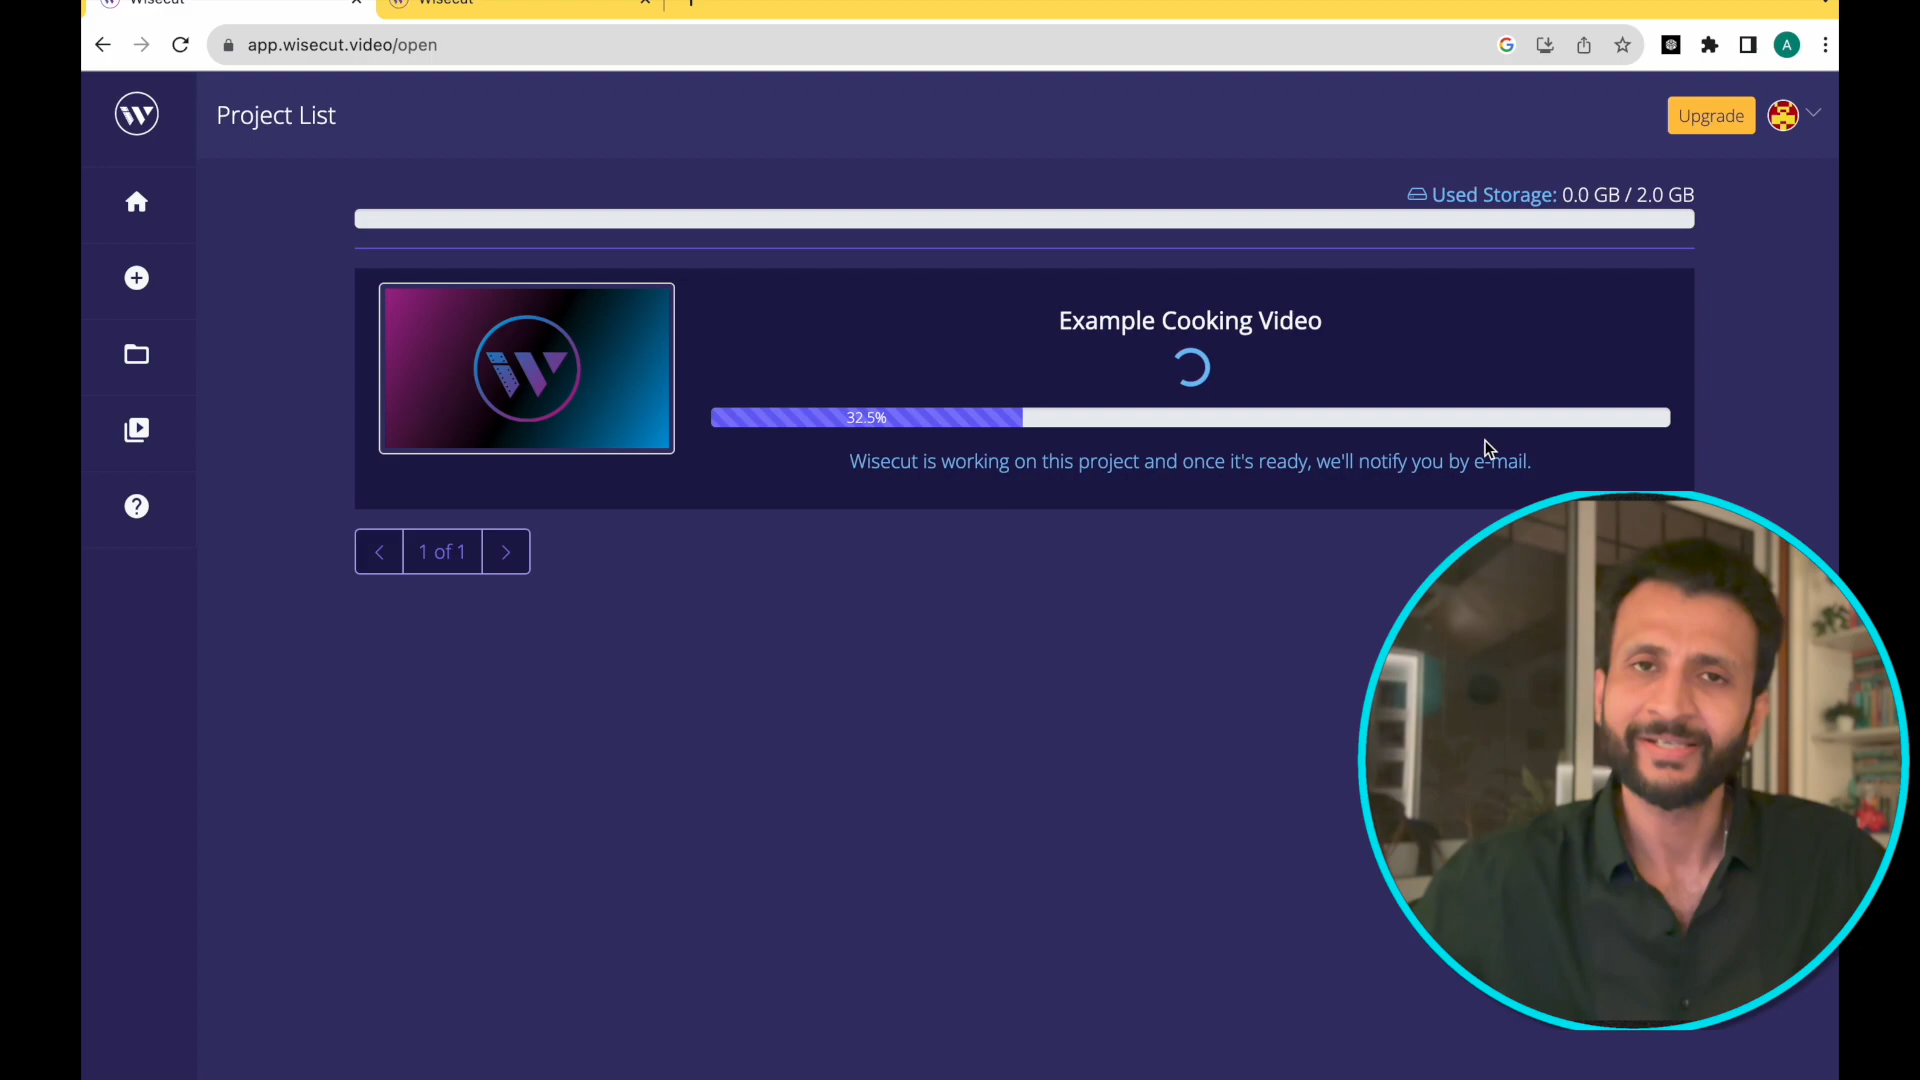 Wisecut
Wisecut
app.wisecut.video/open
A
Project List
Upgrade
Used Storage: 0.0 GB / 2.0 GB
Example Cooking Video
32.5%
Wisecut is working on this project and once it's ready, we'll notify you by e-mail.
1 of 1